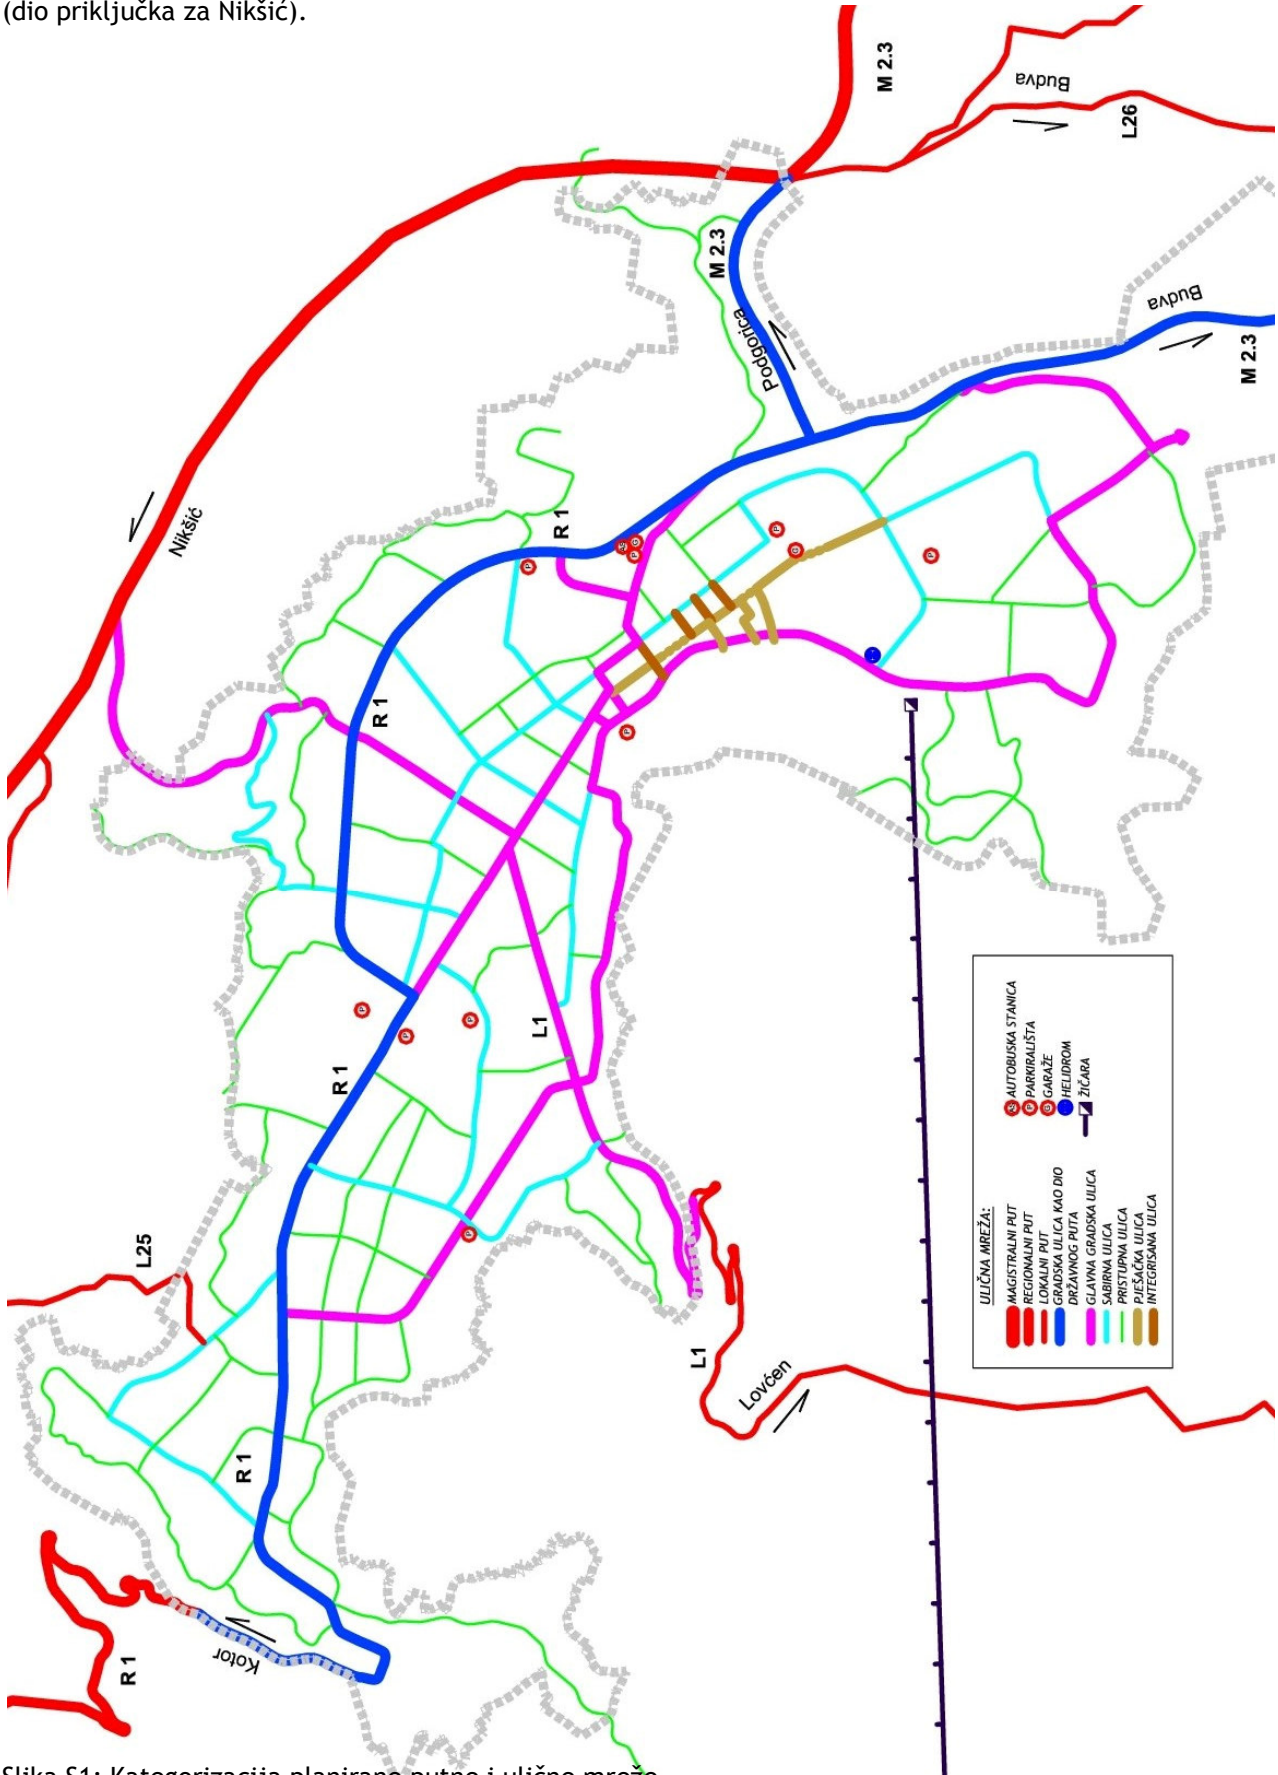 (dio priključka za Nikšić).
M 2.3
Budva
L26
M 2.3
Podgorica
Budva
M 2.3
Nikšić
R 1
R 1
L1
R 1
L25
L1
Lovćen
R 1
Kotor
R 1
ULIČNA MREŽA:
MAGISTRALNI PUT
REGIONALNI PUT
LOKALNI PUT
GRADSKA ULICA KAO DIO
DRŽAVNOG PUTA
GLAVNA GRADSKA ULICA
SABIRNA ULICA
PRISTUPNA ULICA
PJEŠAČKA ULICA
INTEGRISANA ULICA
AS AUTOBUSKA STANICA
P PARKIRALIŠTA
G GARAŽE
HELIDROM
ŽIČARA
AS
G
P
P
P
G
P
P
P
P
P
P
Slika S1: Kategorizacija planirane putne i ulične mreže